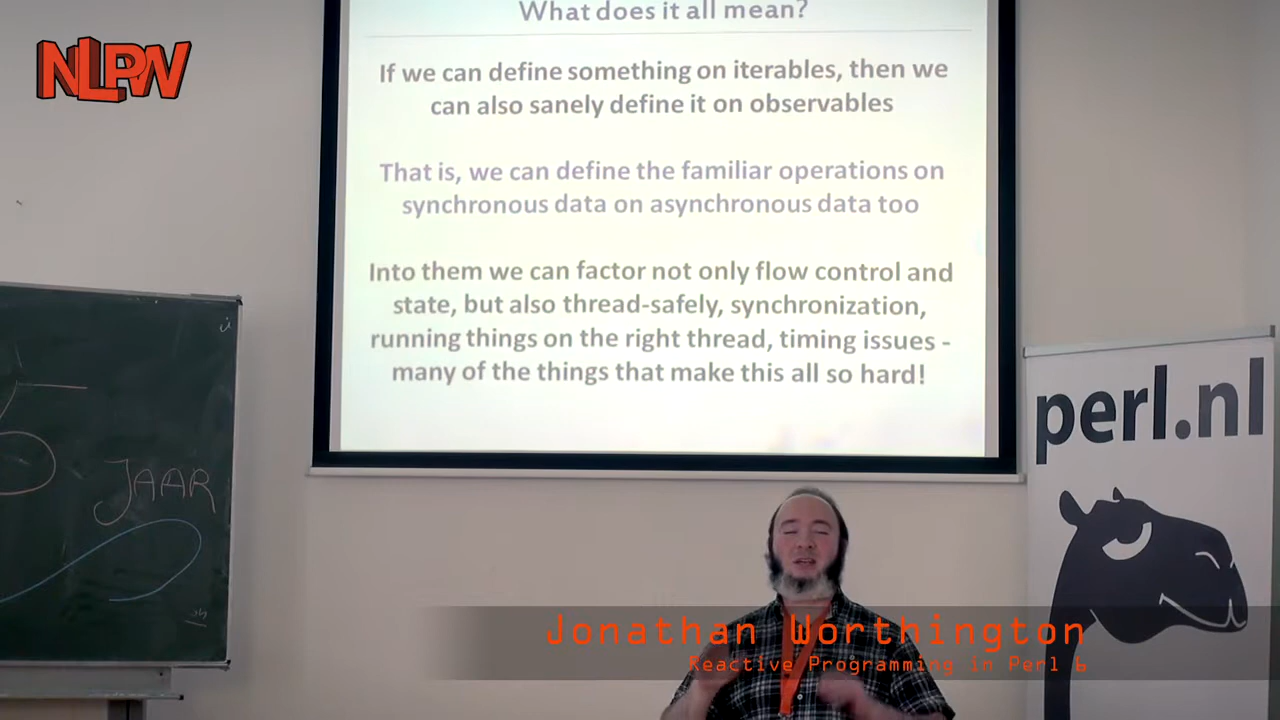 What does it all mean?
NLPW
If we can define something on iterables, then we
can also sanely define it on observables
That is, we can define the familiar operations on
synchronous data on asynchronous data too
Into them we can factor not only flow control and
state, but also thread-safely, synchronization,
running things on the right thread, timing issues -
many of the things that make this all so hard!
perl.nl
5
JAAR
Jonathan Worthington
Reactive Programming in Perl 6